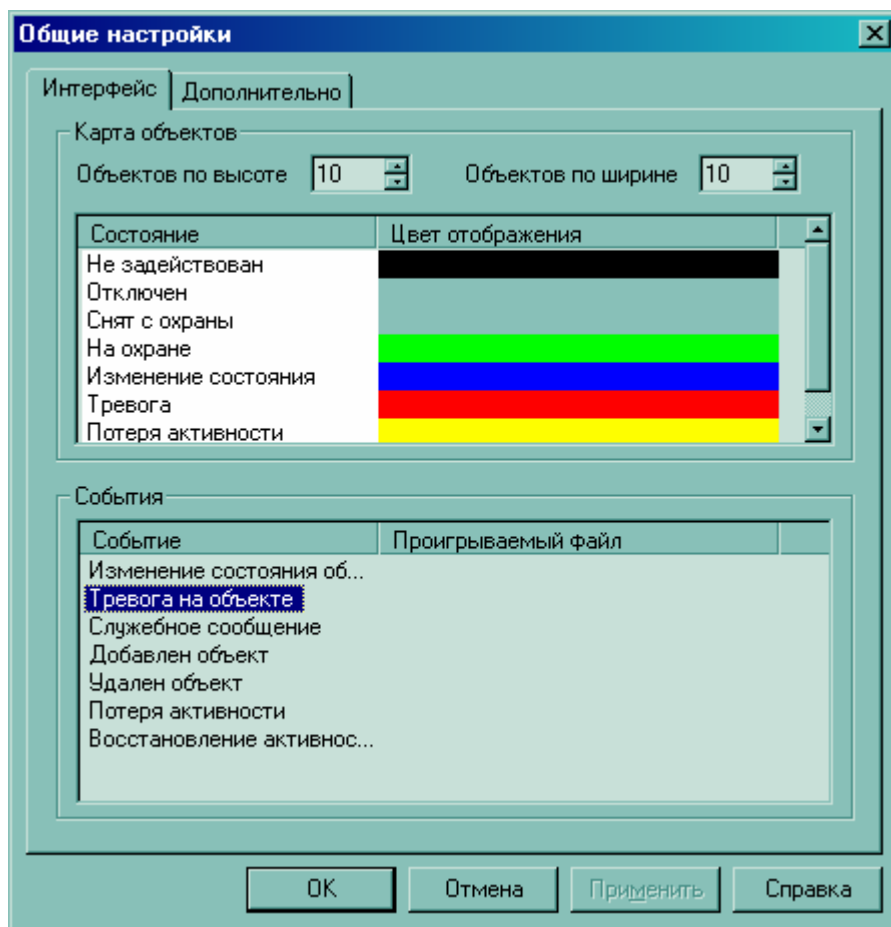 Общие настройки
Интерфейс Дополнительно
Карта объектов
Объектов по высоте 10 Объектов по ширине 10
Состояние Цвет отображения
Не задействован
Отключен
Снят с охраны
На охране
Изменение состояния
Тревога
Потеря активности
События
Событие Проигрываемый файл
Изменение состояния об...
Тревога на объекте
Служебное сообщение
Добавлен объект
Удален объект
Потеря активности
Восстановление активнос...
OK Отмена Применить Справка